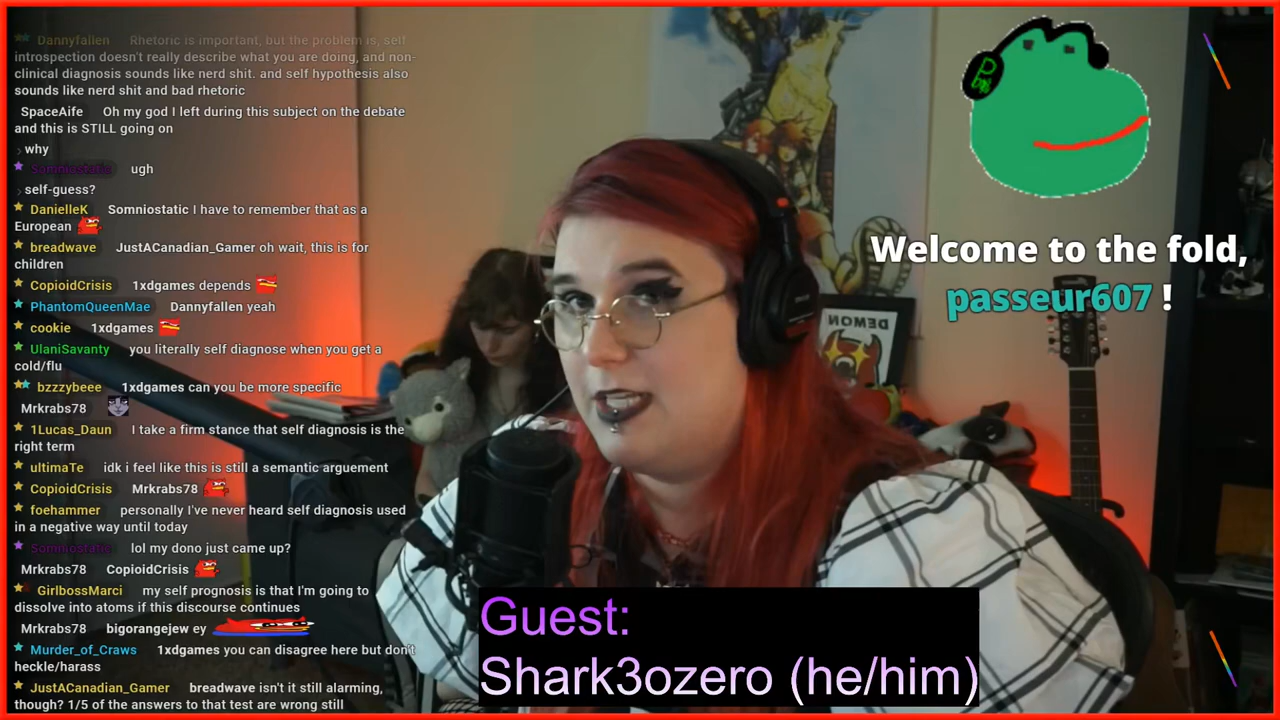 Dannyfallen Rhetoric is important, but the problem is, self
introspection doesn't really describe what you are doing, and non-
clinical diagnosis sounds like nerd shit. and self hypothesis also
sounds like nerd shit and bad rhetoric
SpaceAife Oh my god I left during this subject on the debate
and this is STILL going on
why
Somniostatic ugh
self-guess?
DanielleK Somniostatic I have to remember that as a
European
breadwave JustACanadian_Gamer oh wait, this is for
children
CopioidCrisis 1xdgames depends
PhantomQueenMae Dannyfallen yeah
cookie 1xdgames
UlaniSavanty you literally self diagnose when you get a
cold/flu
bzzzybeee 1xdgames can you be more specific
Mrkrabs78
1Lucas_Daun I take a firm stance that self diagnosis is the
right term
ultimaTe idk i feel like this is still a semantic arguement
CopioidCrisis Mrkrabs78
foehammer personally I've never heard self diagnosis used
in a negative way until today
Somniostatic lol my dono just came up?
Mrkrabs78 CopioidCrisis
GirlbossMarci my self prognosis is that I'm going to
dissolve into atoms if this discourse continues
Mrkrabs78 bigorangejew ey
Murder_of_Craws 1xdgames you can disagree here but don't
heckle/harass
JustACanadian_Gamer breadwave isn't it still alarming,
though? 1/5 of the answers to that test are wrong still
Welcome to the fold,
passeur607 !
DEMON
Guest:
Shark3ozero (he/him)